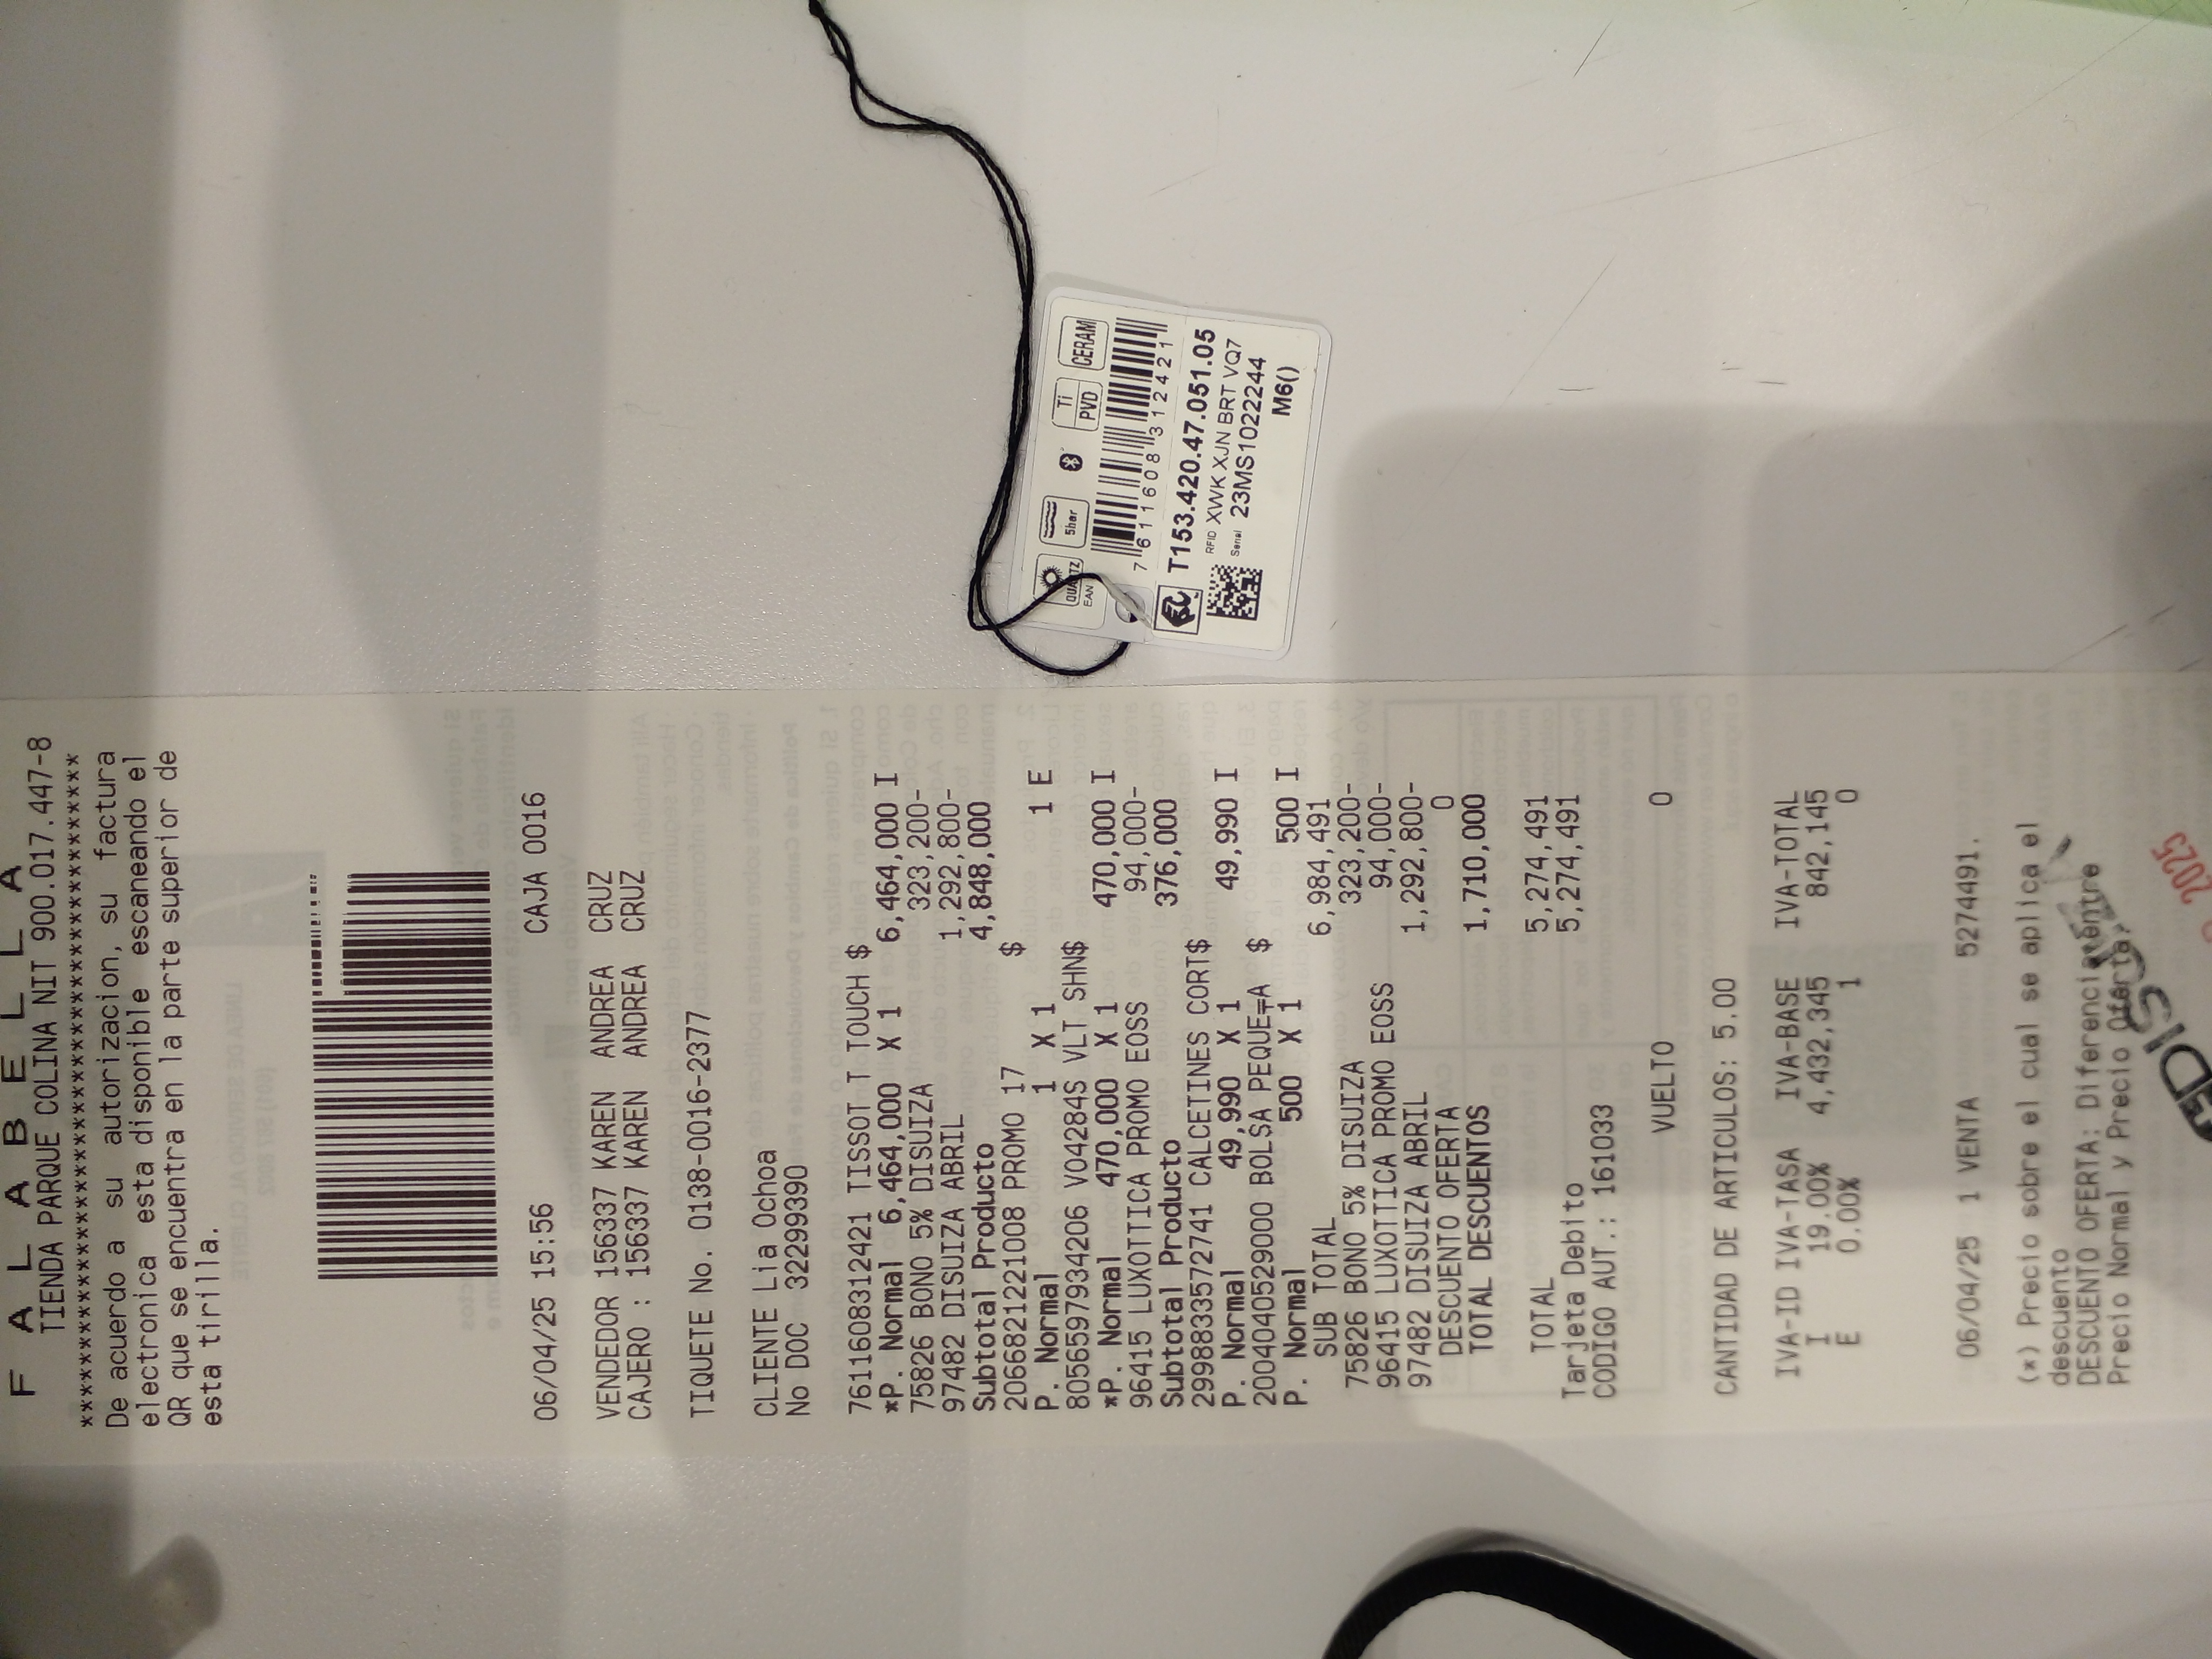 F A L A B E L L A
TIENDA PARQUE COLINA NIT 900.017.447-8
******************************************
De acuerdo a su autorizacion, su factura
electronica esta disponible escaneando el
QR que se encuentra en la parte superior de
esta tirilla.
06/04/25 15:56 CAJA 0016
VENDEDOR 156337 KAREN ANDREA CRUZ
CAJERO : 156337 KAREN ANDREA CRUZ
TIQUETE No. 0138-0016-2377
CLIENTE Lia Ochoa
No DOC 32299390
7611608312421 TISSOT T TOUCH $
*P. Normal 6,464,000 X 1 6,464,000 I
75826 BONO 5% DISUIZA 323,200-
97482 DISUIZA ABRIL 1,292,800-
Subtotal Producto 4,848,000
2066821221008 PROMO 17 $
P. Normal 1 X 1 1 E
8056597934206 VO4284S VLT SHN$
*P. Normal 470,000 X 1 470,000 I
96415 LUXOTTICA PROMO EOSS 94,000-
Subtotal Producto 376,000
2998833572741 CALCETINES CORT$
P. Normal 49,990 X 1 49,990 I
2004040529000 BOLSA PEQUE=A $
P. Normal 500 X 1 500 I
SUB TOTAL 6,984,491
75826 BONO 5% DISUIZA 323,200-
96415 LUXOTTICA PROMO EOSS 94,000-
97482 DISUIZA ABRIL 1,292,800-
DESCUENTO OFERTA 0
TOTAL DESCUENTOS 1,710,000
TOTAL 5,274,491
Tarjeta Debito 5,274,491
CODIGO AUT.: 161033
VUELTO 0
CANTIDAD DE ARTICULOS: 5.00
IVA-ID IVA-TASA IVA-BASE IVA-TOTAL
I 19.00% 4,432,345 842,145
E 0.00% 1 0
06/04/25 1 VENTA 5274491.
(*) Precio sobre el cual se aplica el
descuento
DESCUENTO OFERTA: Diferencia entre
Precio Normal y Precio Oferta.
2025
QUARTZ
5bar
Ti
PVD
CERAM
EAN
7 611608 312421
T153.420.47.051.05
RFID XWK XJN BRT VQ7
Serial 23MS1022244
M6()